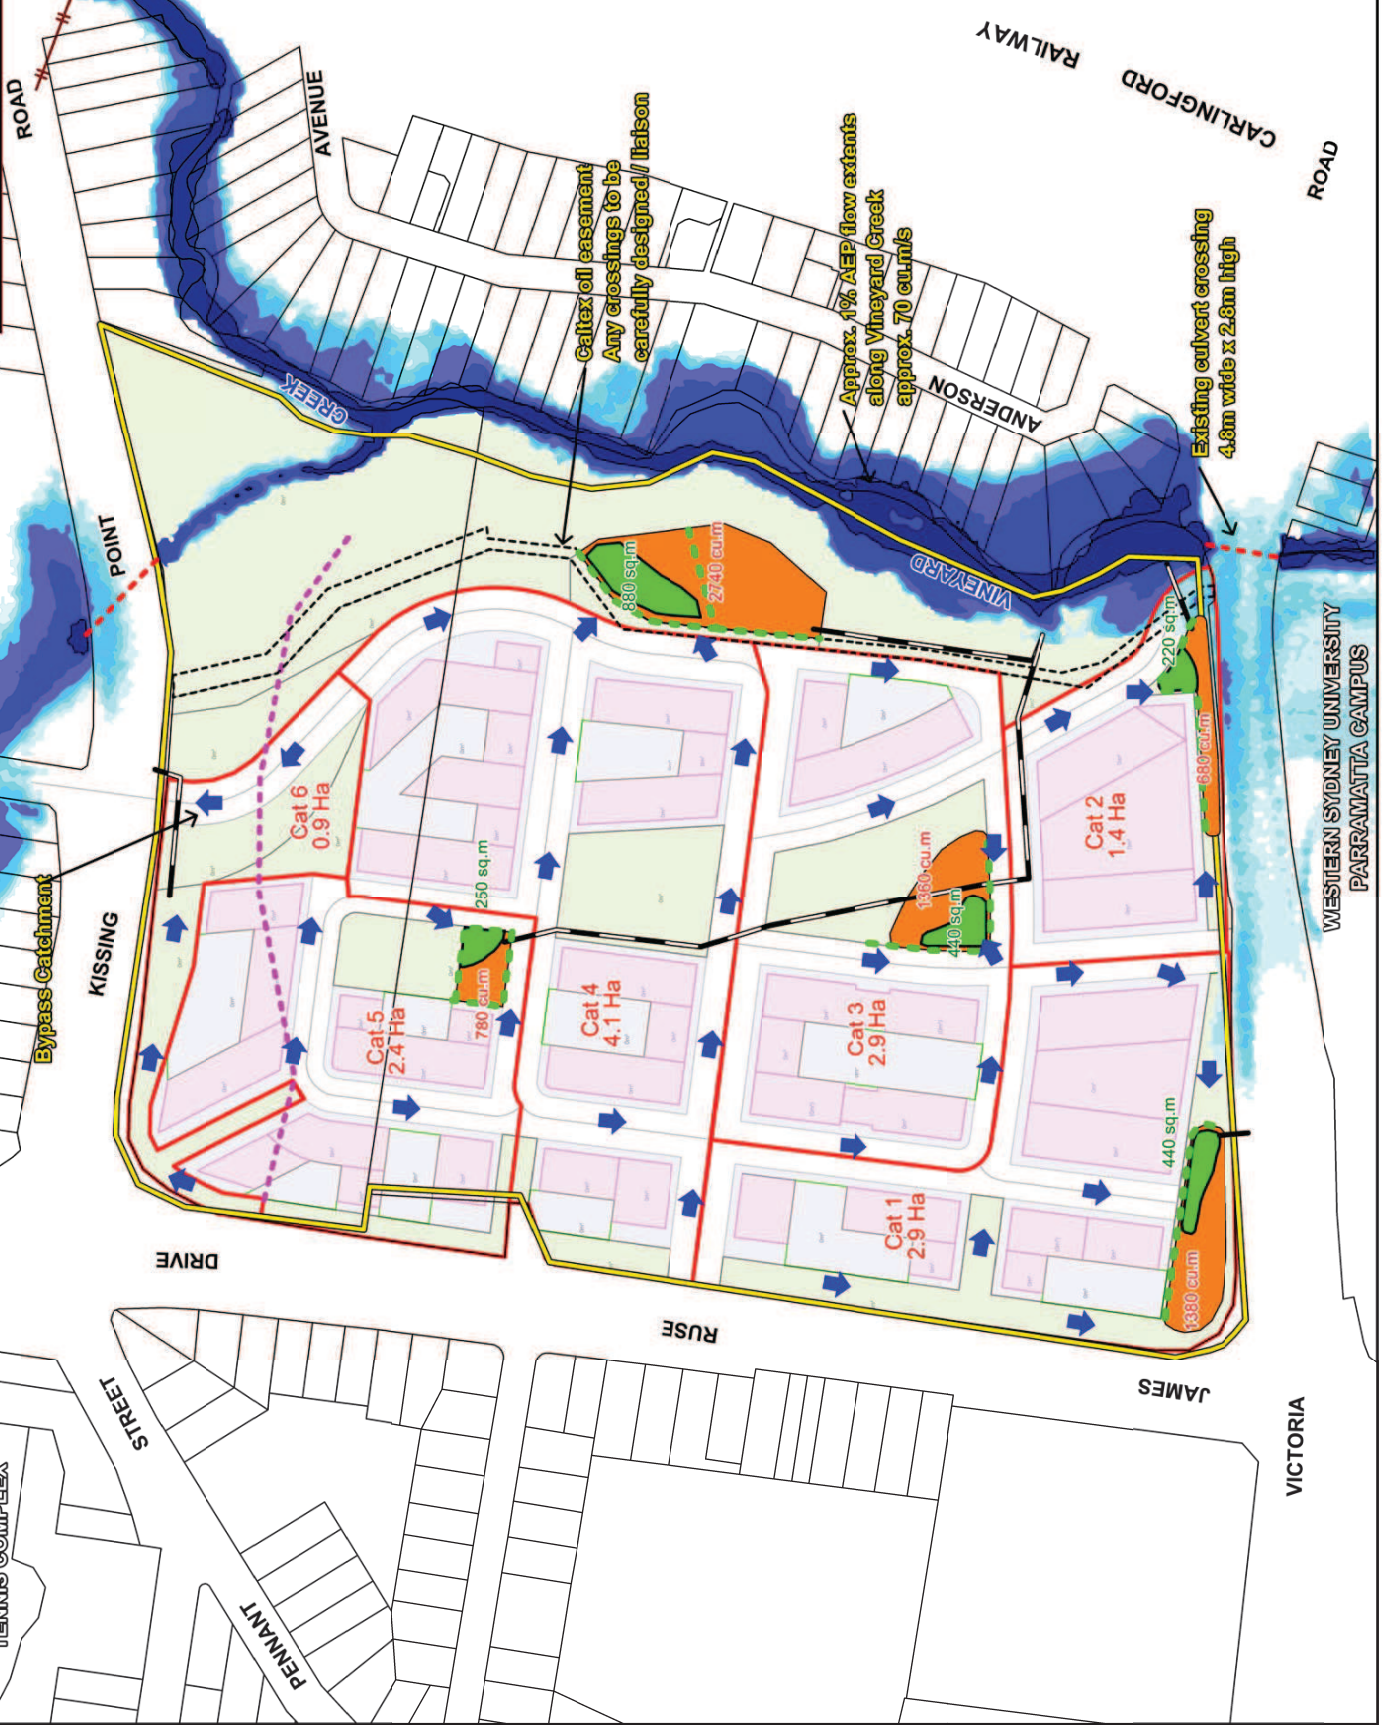 ROAD
AVENUE
RAILWAY
CARLINGFORD
ROAD
Caltex oil easement
Any crossings to be
carefully designed / liaison
Approx. 1% AEP flow extents
along Vineyard Creek
approx. 70 cu.m/s
Existing culvert crossing
4.8m wide x 2.8m high
CREEK
ANDERSON
POINT
VINEYARD
880 sq.m
2740 cu.m
220 sq.m
680 cu.m
WESTERN SYDNEY UNIVERSITY
PARRAMATTA CAMPUS
Cat 6
0.9 Ha
Cat 2
1.4 Ha
Bypass Catchment
KISSING
250 sq.m
780 cu.m
1360 cu.m
440 sq.m
Cat 5
2.4 Ha
Cat 4
4.1 Ha
Cat 3
2.9 Ha
440 sq.m
Cat 1
2.9 Ha
1380 cu.m
DRIVE
RUSE
JAMES
STREET
VICTORIA
PENNANT
TENNIS COMPLEX